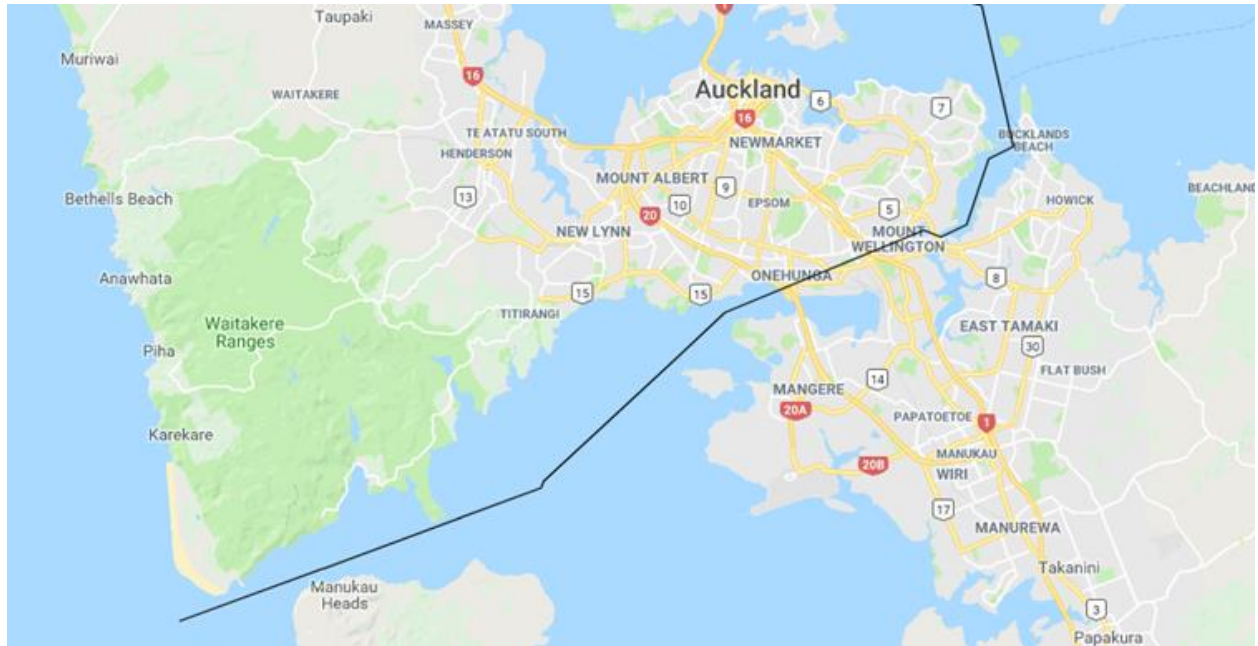 Taupaki
MASSEY
1
Muriwai
16
WAITAKERE
Auckland
6
7
16
TE ATATU SOUTH
NEWMARKET
BUCKLANDS
BEACH
HENDERSON
MOUNT ALBERT
9
BEACHLAND
Bethells Beach
13
10
EPSOM
5
HOWICK
20
NEW LYNN
MOUNT
WELLINGTON
Anawhata
ONEHUNGA
8
15
15
TITIRANGI
Waitakere
Ranges
EAST TAMAKI
Piha
30
FLAT BUSH
14
MANGERE
20A
PAPATOETOE
1
Karekare
MANUKAU
20B
WIRI
17
MANUREWA
Takanini
Manukau
Heads
3
Papakura